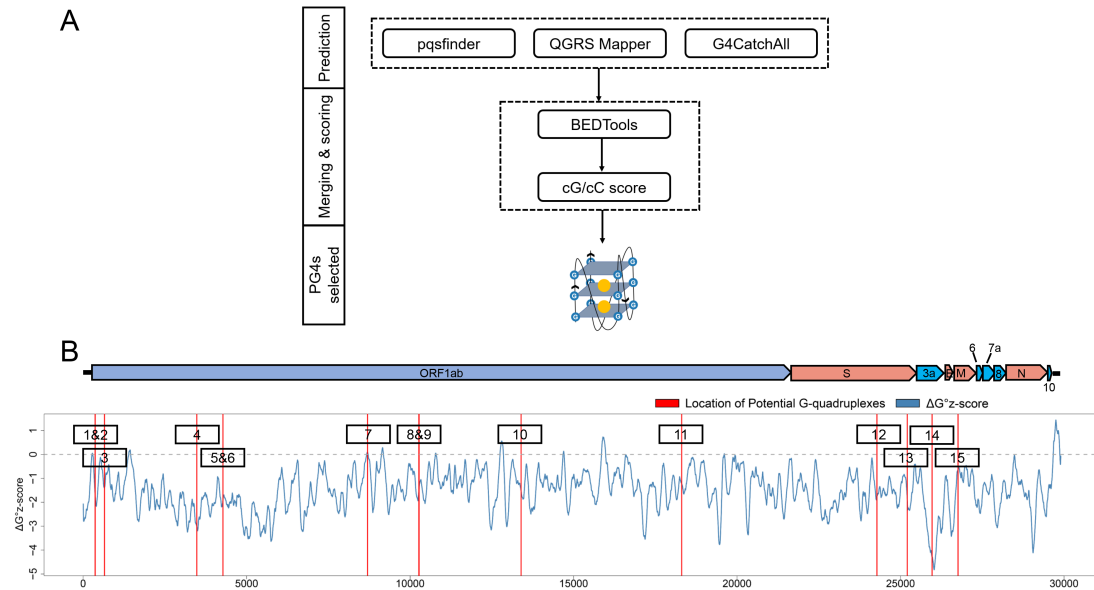 A
Prediction
Merging & scoring
PG4s
selected
pqsfinder
QGRS Mapper
G4CatchAll
BEDTools
cG/cC score
G
G
G
G
G
G
G
G
G
B
6
7a
ORF1ab
S
3a
E
M
8
N
10
Location of Potential G-quadruplexes
ΔG°z-score
ΔG°z-score
1
0
-1
-2
-3
-4
-5
1&2
3
4
5&6
7
8&9
10
11
12
13
14
15
0
5000
10000
15000
20000
25000
30000